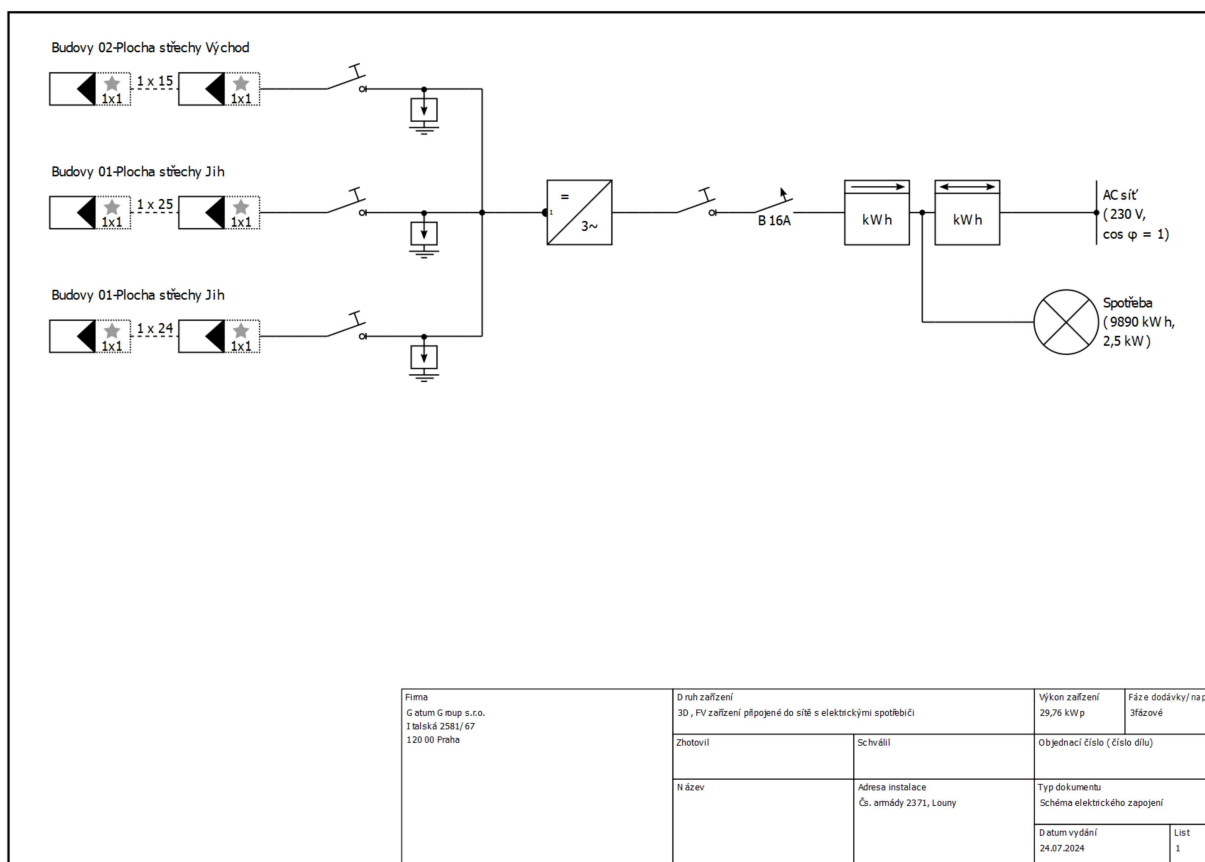 Budovy 02-Plocha střechy Východ
1 x 15
1x1
1x1
Budovy 01-Plocha střechy Jih
1 x 25
1x1
1x1
=
1
3~
B 16A
kWh
kWh
AC síť
(230 V,
cos φ = 1)
Budovy 01-Plocha střechy Jih
1 x 24
1x1
1x1
Spotřeba
(9890 kWh,
2,5 kW)
Firma
Gatum Group s.r.o.
Italská 2581/67
120 00 Praha
Druh zařízení
3D, FV zařízení připojené do sítě s elektrickými spotřebiči
Výkon zařízení
29,76 kWp
Fáze dodávky/nap
3fázové
Zhotovil
Schválil
Objednací číslo (číslo dílu)
Název
Adresa instalace
Čs. armády 2371, Louny
Typ dokumentu
Schéma elektrického zapojení
Datum vydání
24.07.2024
List
1